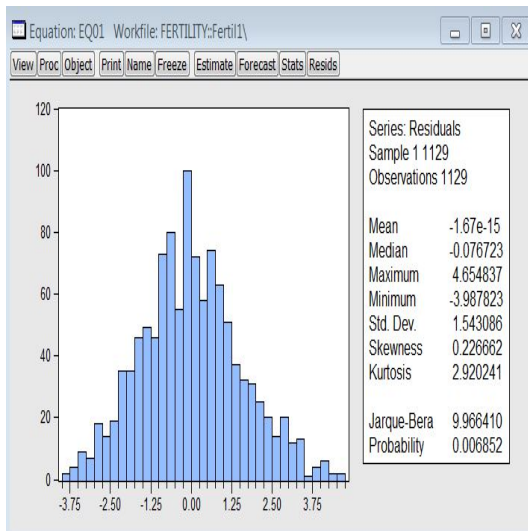 Equation: EQ01 Workfile: FERTILITY::Fertil1\
View Proc Object Print Name Freeze Estimate Forecast Stats Resids
120
100
80
60
40
20
0
-3.75 -2.50 -1.25 0.00 1.25 2.50 3.75
Series: Residuals
Sample 1 1129
Observations 1129
Mean -1.67e-15
Median -0.076723
Maximum 4.654837
Minimum -3.987823
Std. Dev. 1.543086
Skewness 0.226662
Kurtosis 2.920241
Jarque-Bera 9.966410
Probability 0.006852